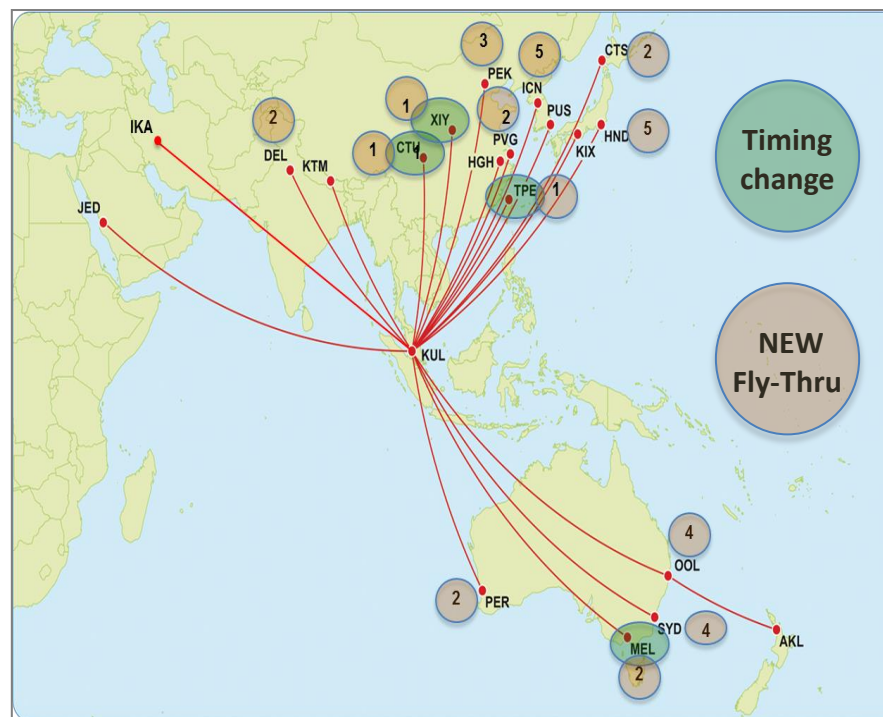 3
5
CTS
2
PEK
ICN
1
2
XIY
2
PUS
IKA
PVG
HND
5
KIX
1
CTU
1
DEL
KTM
HGH
TPE
1
JED
KUL
Timing
change
NEW
Fly-Thru
4
OOL
2
PER
SYD
4
MEL
AKL
2